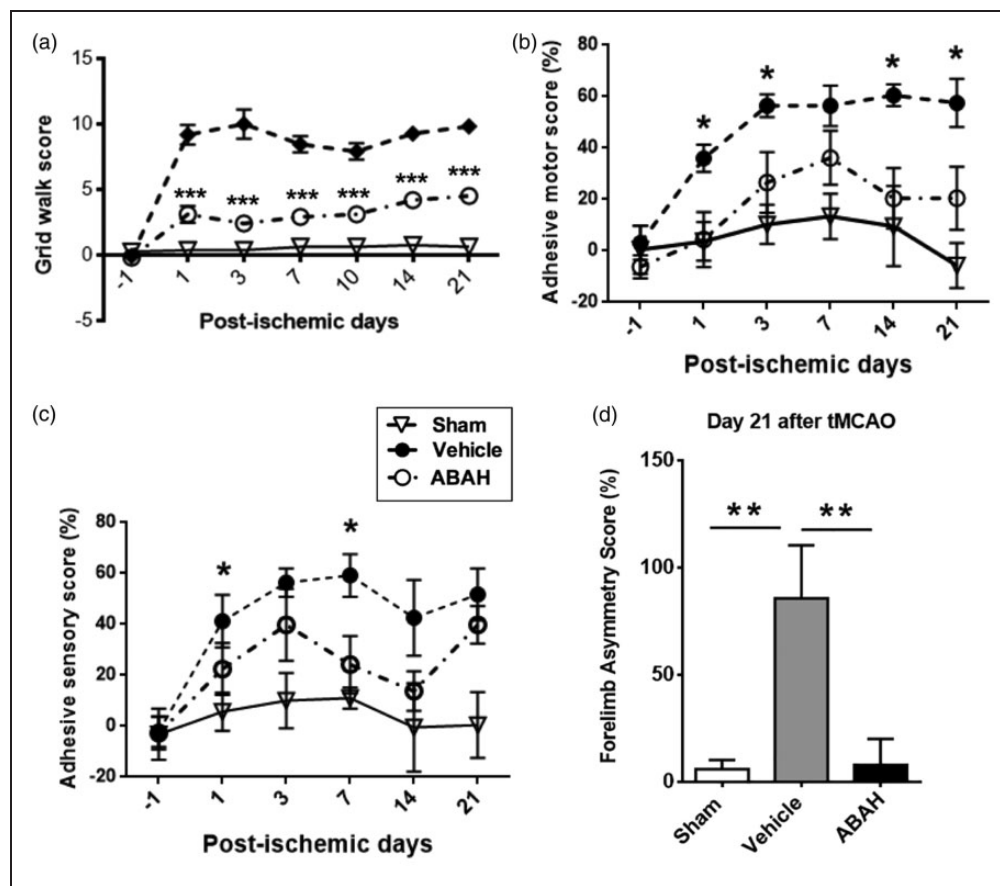 (a)
Grid walk score
15
10
5
0
-5
*** *** *** *** *** ***
-1 1 3 7 10 14 21
Post-ischemic days
(b)
Adhesive motor score (%)
80
60
40
20
0
-20
* * * *
-1 1 3 7 14 21
Post-ischemic days
(c)
Sham
Vehicle
ABAH
Adhesive sensory score (%)
80
60
40
20
0
-20
* *
-1 1 3 7 14 21
Post-ischemic days
(d)
Day 21 after tMCAO
Forelimb Asymmetry Score (%)
150
100
50
0
** **
Sham Vehicle ABAH